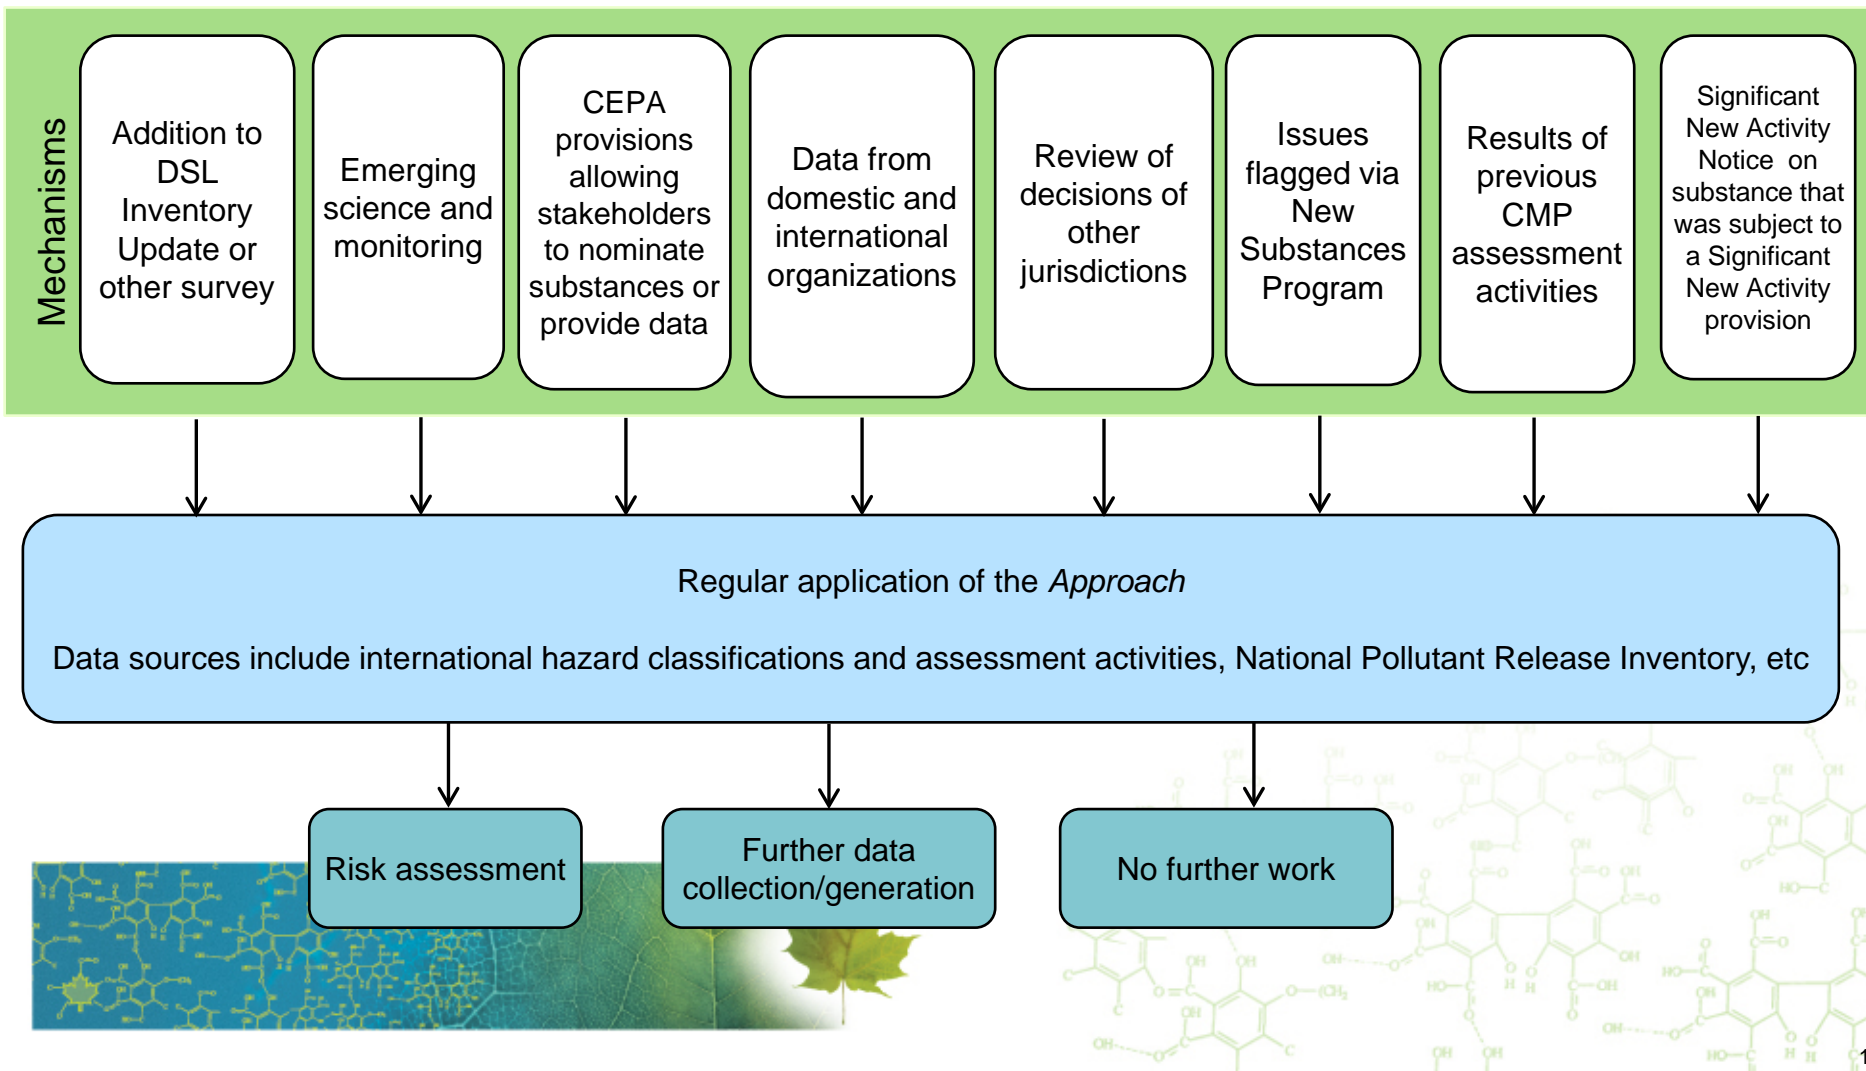 Mechanisms
Addition to
DSL
Inventory
Update or
other survey
Emerging
science and
monitoring
CEPA
provisions
allowing
stakeholders
to nominate
substances or
provide data
Data from
domestic and
international
organizations
Review of
decisions of
other
jurisdictions
Issues
flagged via
New
Substances
Program
Results of
previous
CMP
assessment
activities
Significant
New Activity
Notice on
substance that
was subject to
a Significant
New Activity
provision
Regular application of the Approach
Data sources include international hazard classifications and assessment activities, National Pollutant Release Inventory, etc
Risk assessment
Further data
collection/generation
No further work
1